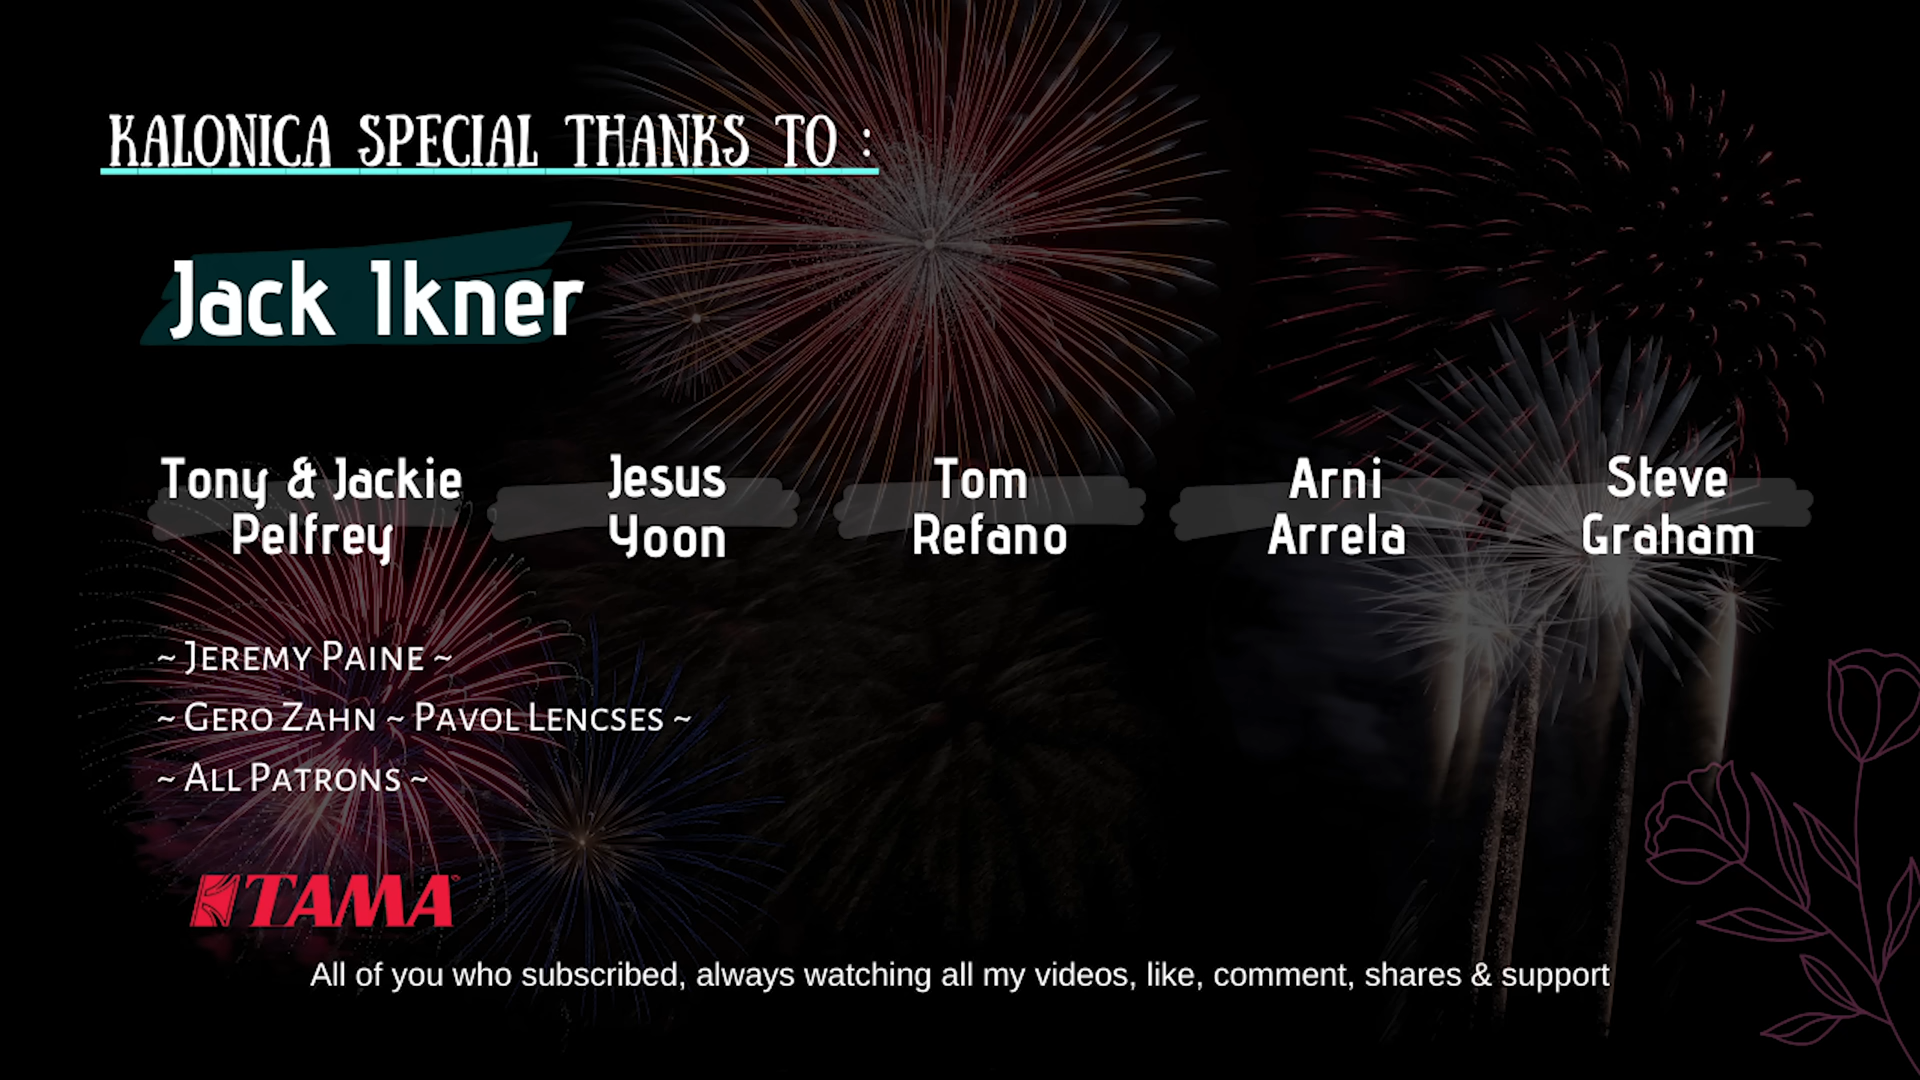 KALONICA SPECIAL THANKS TO :
Jack Ikner
Tony & Jackie Pelfrey
Jesus Yoon
Tom Refano
Arni Arrela
Steve Graham
~ JEREMY PAINE ~
~ GERO ZAHN ~ PAVOL LENCSES ~
~ ALL PATRONS ~
TAMA
All of you who subscribed, always watching all my videos, like, comment, shares & support